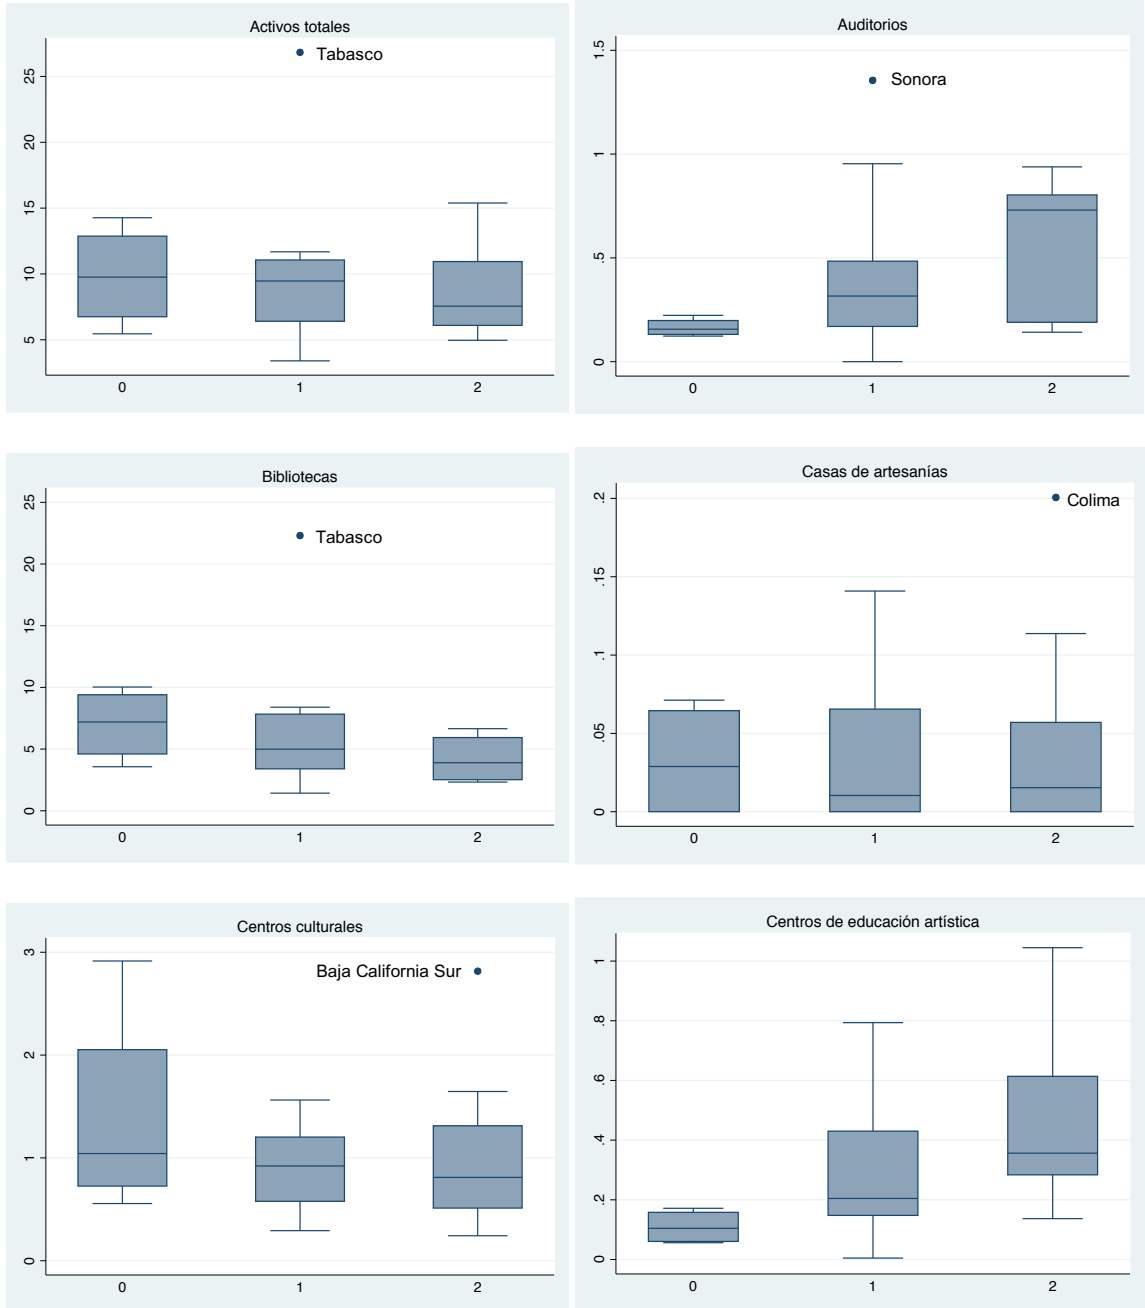 Activos totales
Tabasco
25
20
15
10
5
0 1 2
Auditorios
1.5
Sonora
1
.5
0
0 1 2
Bibliotecas
25
Tabasco
20
15
10
5
0
0 1 2
Casas de artesanías
.2
Colima
.15
.1
.05
0
0 1 2
Centros culturales
3
Baja California Sur
2
1
0
0 1 2
Centros de educación artística
1
.8
.6
.4
.2
0
0 1 2